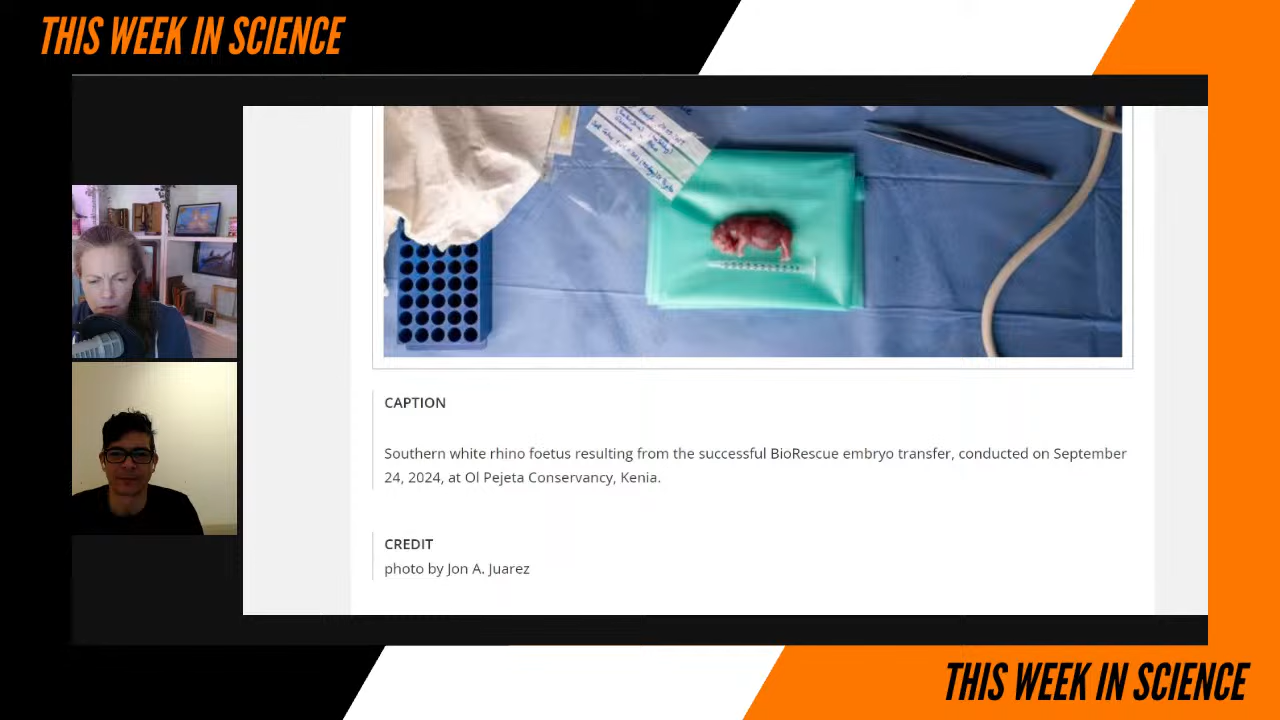 THIS WEEK IN SCIENCE
CAPTION
Southern white rhino foetus resulting from the successful BioRescue embryo transfer, conducted on September
24, 2024, at Ol Pejeta Conservancy, Kenia.
CREDIT
photo by Jon A. Juarez
THIS WEEK IN SCIENCE